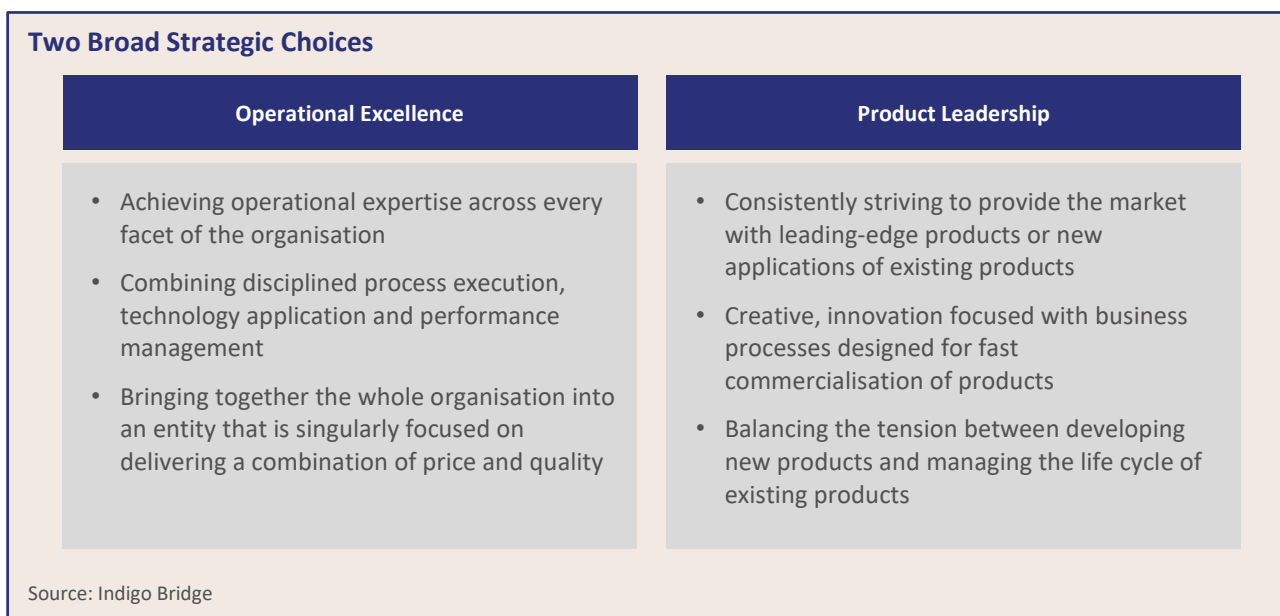 Two Broad Strategic Choices
Operational Excellence
• Achieving operational expertise across every
facet of the organisation
• Combining disciplined process execution,
technology application and performance
management
• Bringing together the whole organisation into
an entity that is singularly focused on
delivering a combination of price and quality
Product Leadership
• Consistently striving to provide the market
with leading-edge products or new
applications of existing products
• Creative, innovation focused with business
processes designed for fast
commercialisation of products
• Balancing the tension between developing
new products and managing the life cycle of
existing products
Source: Indigo Bridge